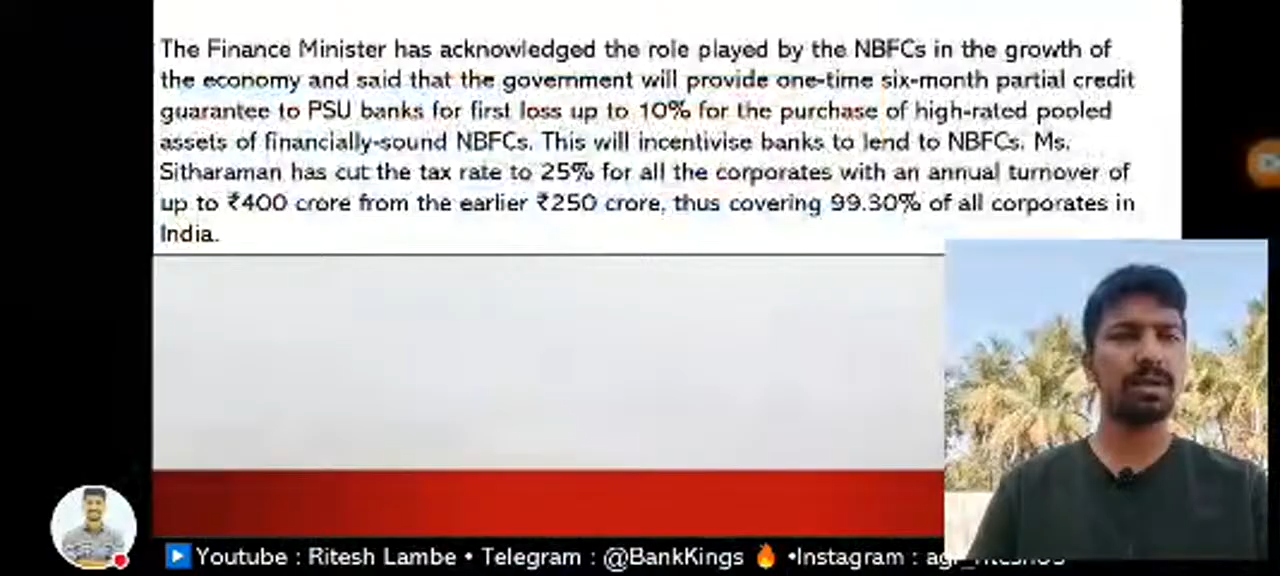 The Finance Minister has acknowledged the role played by the NBFCs in the growth of
the economy and said that the government will provide one-time six-month partial credit
guarantee to PSU banks for first loss up to 10% for the purchase of high-rated pooled
assets of financially-sound NBFCs. This will incentivise banks to lend to NBFCs. Ms.
Sitharaman has cut the tax rate to 25% for all the corporates with an annual turnover of
up to ₹400 crore from the earlier ₹250 crore, thus covering 99.30% of all corporates in
India.
Youtube : Ritesh Lambe • Telegram : @BankKings 🔥 •Instagram :